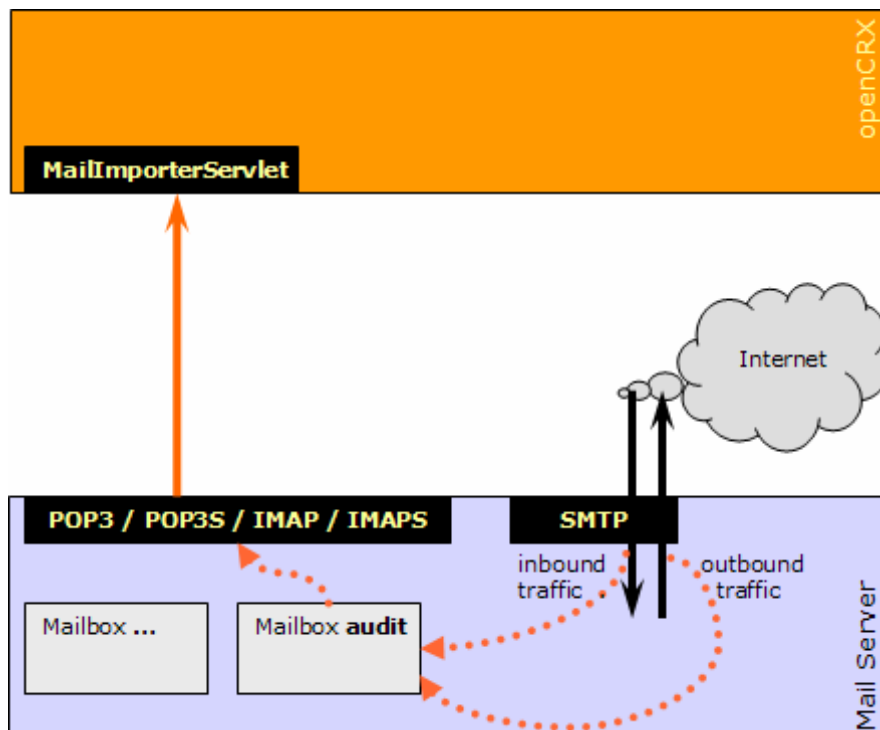 openCRX
MailImporterServlet
Internet
POP3 / POP3S / IMAP / IMAPS
SMTP
inbound
traffic
outbound
traffic
Mailbox ...
Mailbox audit
Mail Server